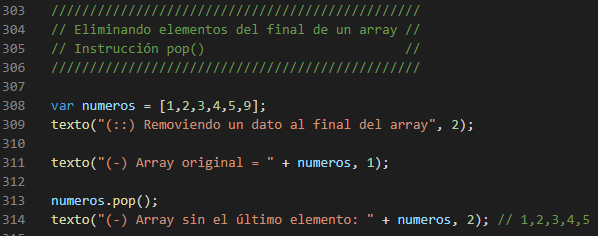 303 ////////////////////////////////////////////////
304 // Eliminando elementos del final de un array //
305 // Instrucción pop()                          //
306 ////////////////////////////////////////////////
307
308 var numeros = [1,2,3,4,5,9];
309 texto("(::) Removiendo un dato al final del array", 2);
310
311 texto("(-) Array original = " + numeros, 1);
312
313 numeros.pop();
314 texto("(-) Array sin el último elemento: " + numeros, 2); // 1,2,3,4,5